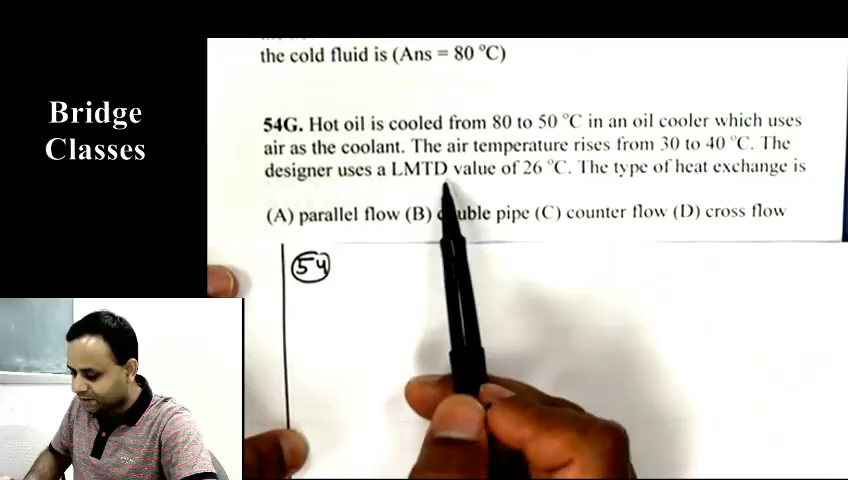 Bridge
Classes
the cold fluid is (Ans = 80 °C)
54G. Hot oil is cooled from 80 to 50 °C in an oil cooler which uses
air as the coolant. The air temperature rises from 30 to 40 °C. The
designer uses a LMTD value of 26 °C. The type of heat exchange is
(A) parallel flow (B) uble pipe (C) counter flow (D) cross flow
54